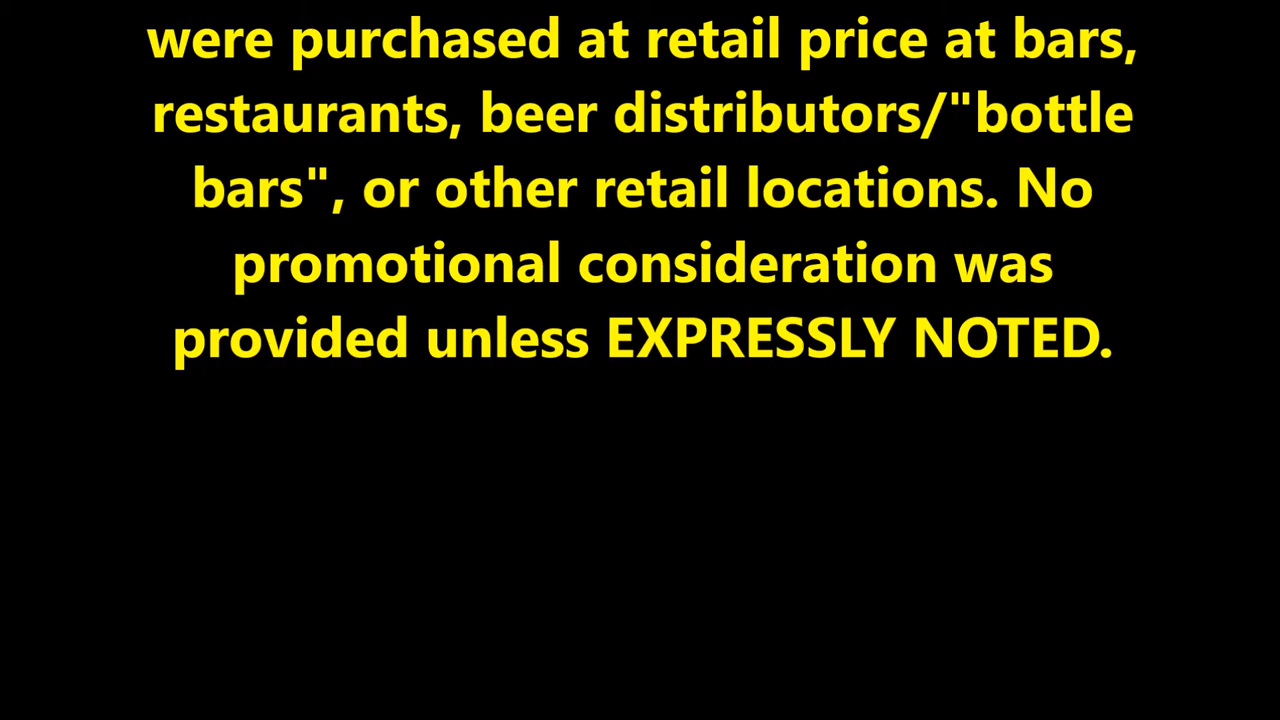 were purchased at retail price at bars,
restaurants, beer distributors/"bottle
bars", or other retail locations. No
promotional consideration was
provided unless EXPRESSLY NOTED.